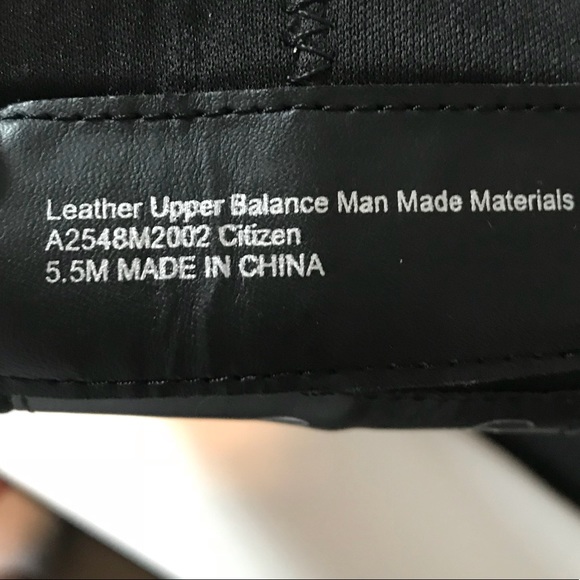 Leather Upper Balance Man Made Materials
A2548M2002 Citizen
5.5M MADE IN CHINA